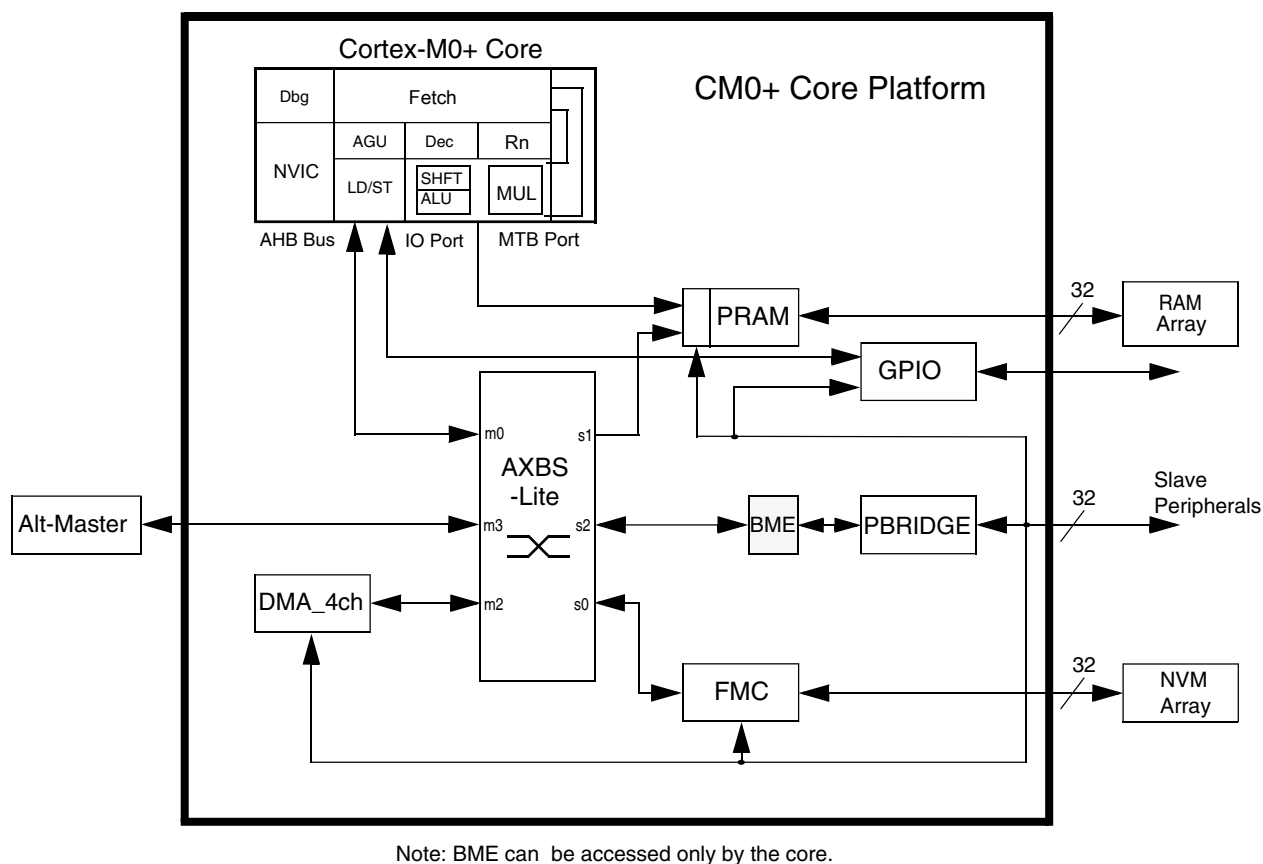 Cortex-M0+ Core
CM0+ Core Platform
Dbg
Fetch
AGU
Dec
Rn
NVIC
LD/ST
SHFT
ALU
MUL
AHB Bus
IO Port
MTB Port
PRAM
32
RAM
Array
GPIO
m0
s1
AXBS
-Lite
Alt-Master
m3
s2
BME
PBRIDGE
32
Slave
Peripherals
DMA_4ch
m2
s0
FMC
32
NVM
Array
Note: BME can be accessed only by the core.